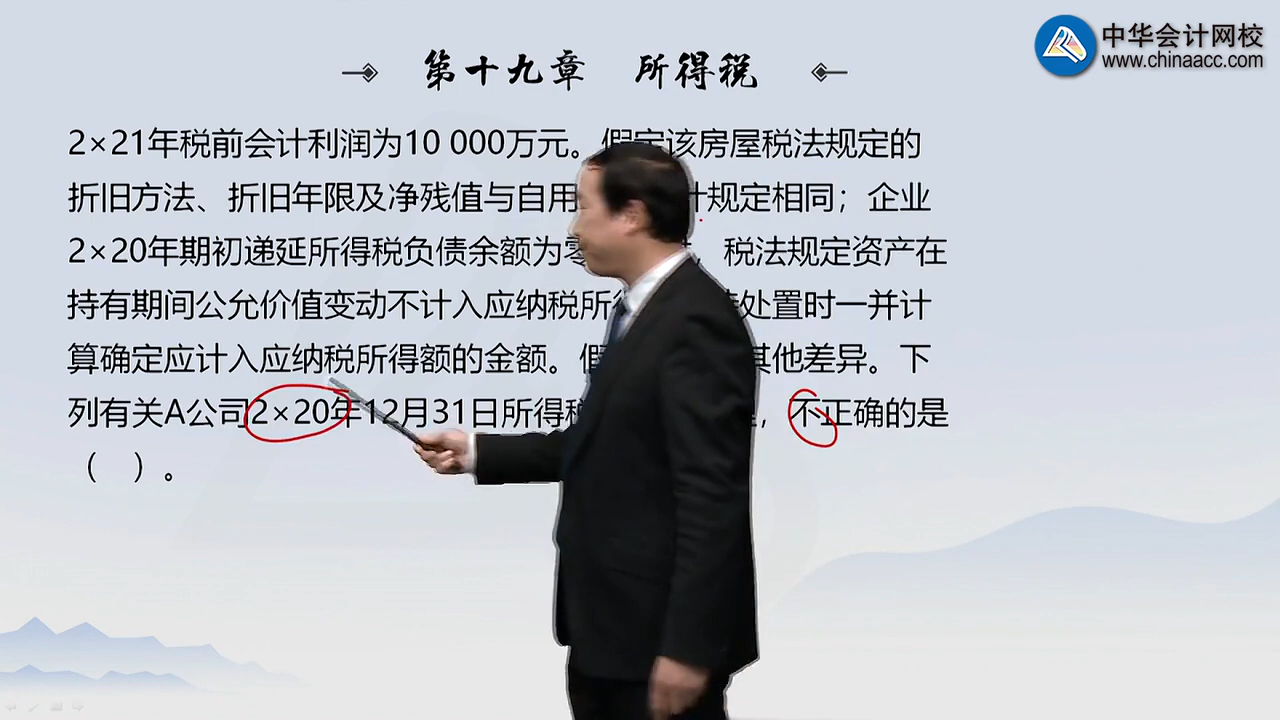 第十九章 所得税
中华会计网校
www.chinaacc.com
2×21年税前会计利润为10 000万元。假定该房屋税法规定的
折旧方法、折旧年限及净残值与自用 计规定相同；企业
2×20年期初递延所得税负债余额为零 税法规定资产在
持有期间公允价值变动不计入应纳税所得 处置时一并计
算确定应计入应纳税所得额的金额。假 其他差异。下
列有关A公司2×20年12月31日所得税 ，不正确的是
（ ）。